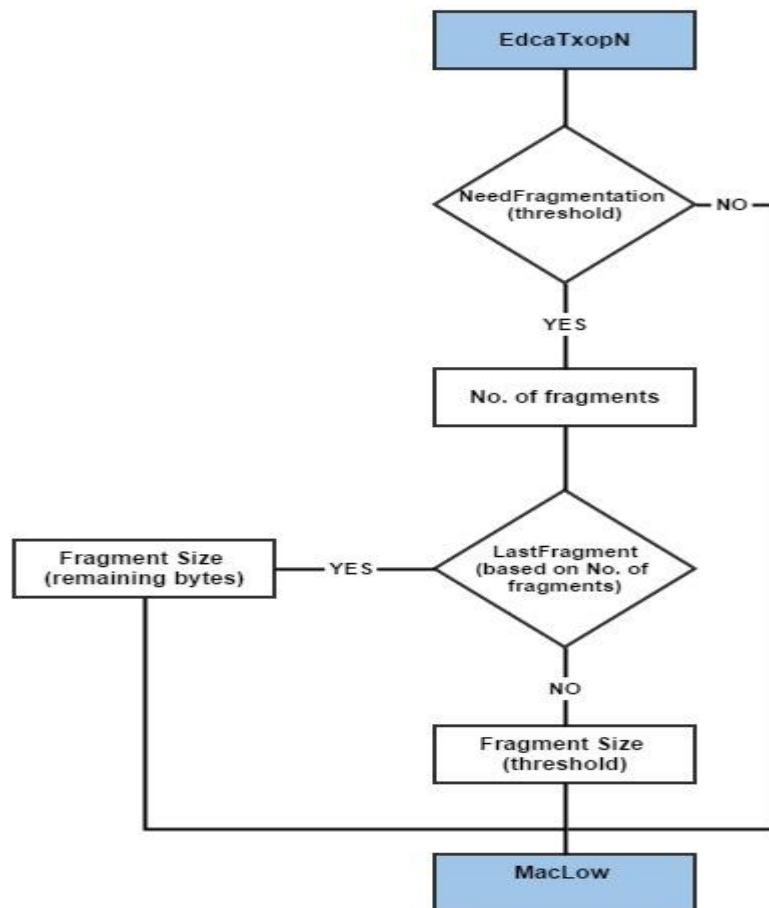 EdcaTxopN
NeedFragmentation
(threshold)
NO
YES
No. of fragments
LastFragment
(based on No. of
fragments)
YES
Fragment Size
(remaining bytes)
NO
Fragment Size
(threshold)
MacLow